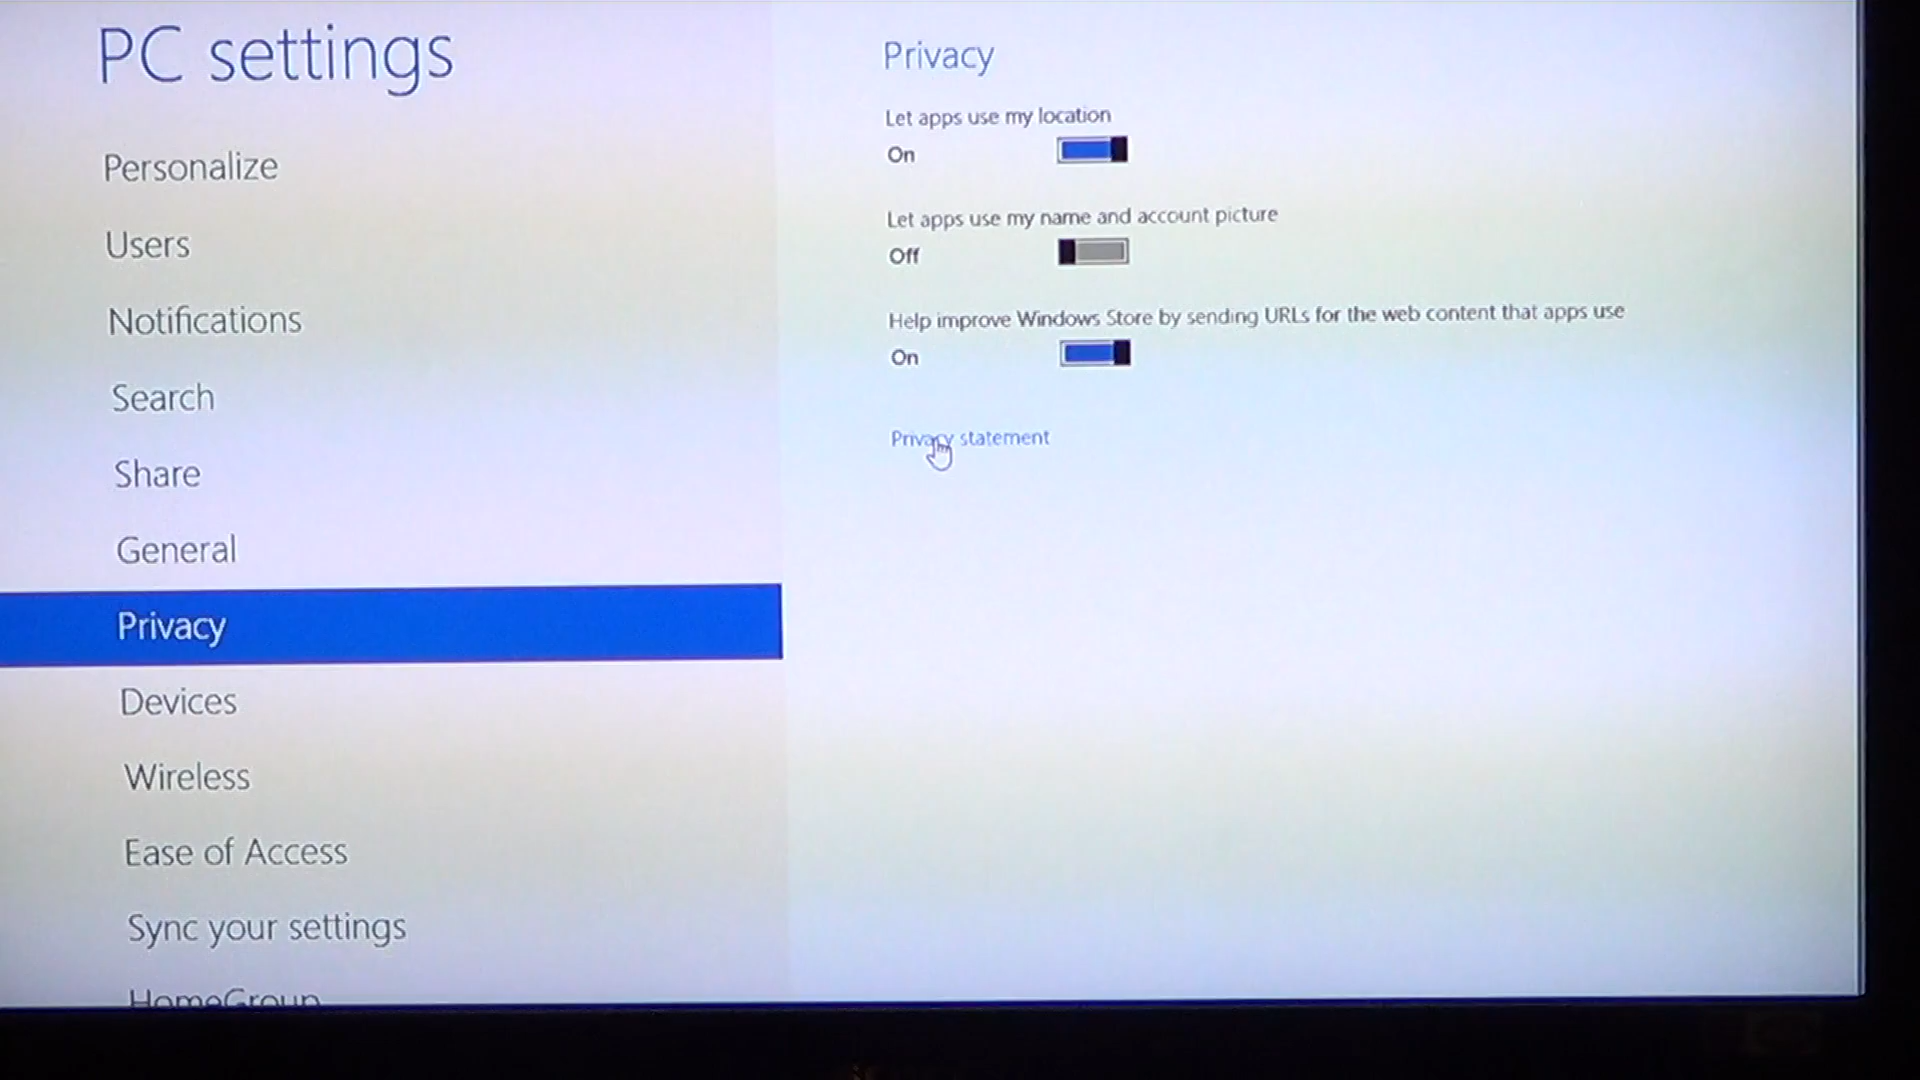 PC settings
Personalize
Users
Notifications
Search
Share
General
Privacy
Devices
Wireless
Ease of Access
Sync your settings
HomeGroup
Privacy
Let apps use my location
On
Let apps use my name and account picture
Off
Help improve Windows Store by sending URLs for the web content that apps use
On
Privacy statement